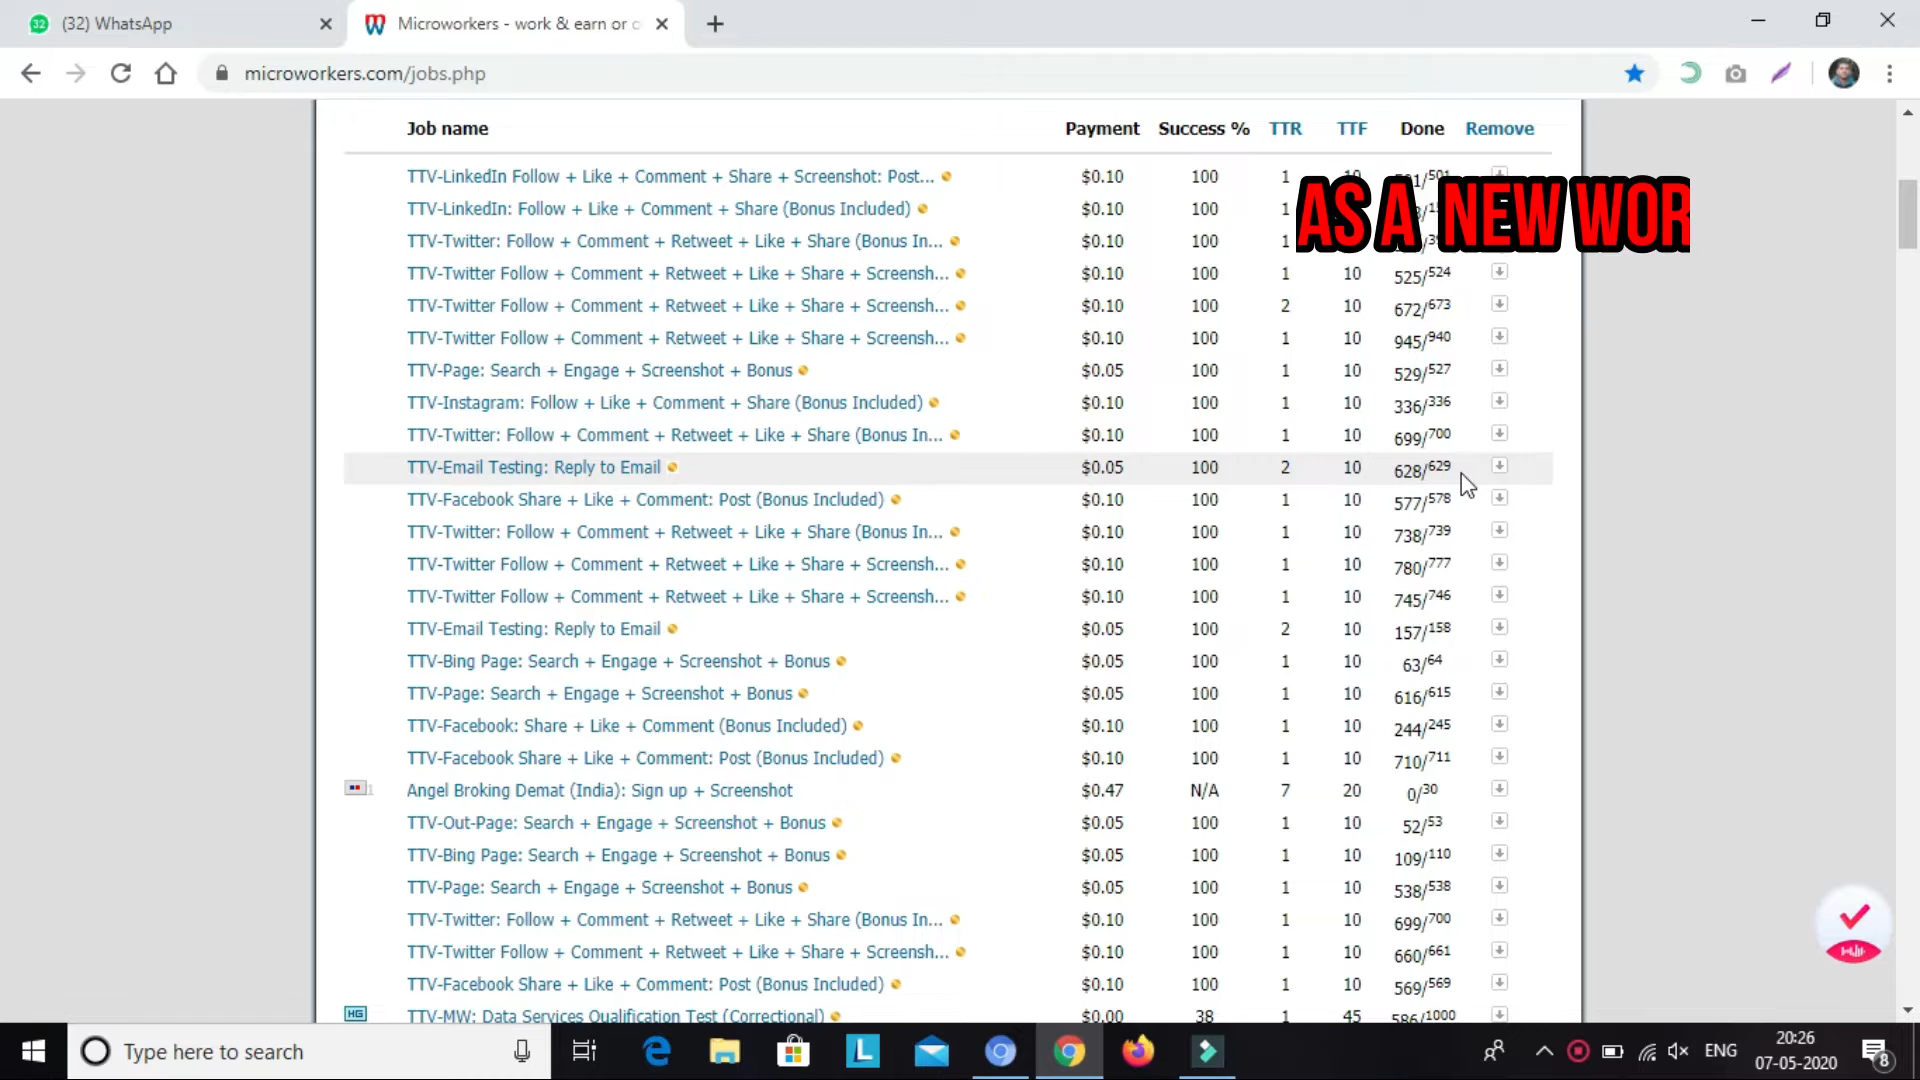 (32) WhatsApp
Microworkers - work & earn or o
microworkers.com/jobs.php
Job name Payment Success % TTR TTF Done Remove
TTV-LinkedIn Follow + Like + Comment + Share + Screenshot: Post... $0.10 100 1
TTV-LinkedIn: Follow + Like + Comment + Share (Bonus Included) $0.10 100 1
AS A NEW WOR
TTV-Twitter: Follow + Comment + Retweet + Like + Share (Bonus In... $0.10 100 1
TTV-Twitter Follow + Comment + Retweet + Like + Share + Screensh... $0.10 100 1 10 525/524
TTV-Twitter Follow + Comment + Retweet + Like + Share + Screensh... $0.10 100 2 10 672/673
TTV-Twitter Follow + Comment + Retweet + Like + Share + Screensh... $0.10 100 1 10 945/940
TTV-Page: Search + Engage + Screenshot + Bonus $0.05 100 1 10 529/527
TTV-Instagram: Follow + Like + Comment + Share (Bonus Included) $0.10 100 1 10 336/336
TTV-Twitter: Follow + Comment + Retweet + Like + Share (Bonus In... $0.10 100 1 10 699/700
TTV-Email Testing: Reply to Email $0.05 100 2 10 628/629
TTV-Facebook Share + Like + Comment: Post (Bonus Included) $0.10 100 1 10 577/578
TTV-Twitter: Follow + Comment + Retweet + Like + Share (Bonus In... $0.10 100 1 10 738/739
TTV-Twitter Follow + Comment + Retweet + Like + Share + Screensh... $0.10 100 1 10 780/777
TTV-Twitter Follow + Comment + Retweet + Like + Share + Screensh... $0.10 100 1 10 745/746
TTV-Email Testing: Reply to Email $0.05 100 2 10 157/158
TTV-Bing Page: Search + Engage + Screenshot + Bonus $0.05 100 1 10 63/64
TTV-Page: Search + Engage + Screenshot + Bonus $0.05 100 1 10 616/615
TTV-Facebook: Share + Like + Comment (Bonus Included) $0.10 100 1 10 244/245
TTV-Facebook Share + Like + Comment: Post (Bonus Included) $0.10 100 1 10 710/711
1 Angel Broking Demat (India): Sign up + Screenshot $0.47 N/A 7 20 0/30
TTV-Out-Page: Search + Engage + Screenshot + Bonus $0.05 100 1 10 52/53
TTV-Bing Page: Search + Engage + Screenshot + Bonus $0.05 100 1 10 109/110
TTV-Page: Search + Engage + Screenshot + Bonus $0.05 100 1 10 538/538
TTV-Twitter: Follow + Comment + Retweet + Like + Share (Bonus In... $0.10 100 1 10 699/700
TTV-Twitter Follow + Comment + Retweet + Like + Share + Screensh... $0.10 100 1 10 660/661
TTV-Facebook Share + Like + Comment: Post (Bonus Included) $0.10 100 1 10 569/569
HG TTV-MW: Data Services Qualification Test (Correctional) $0.00 38 1 45 586/1000
Type here to search
ENG
20:26
07-05-2020
8